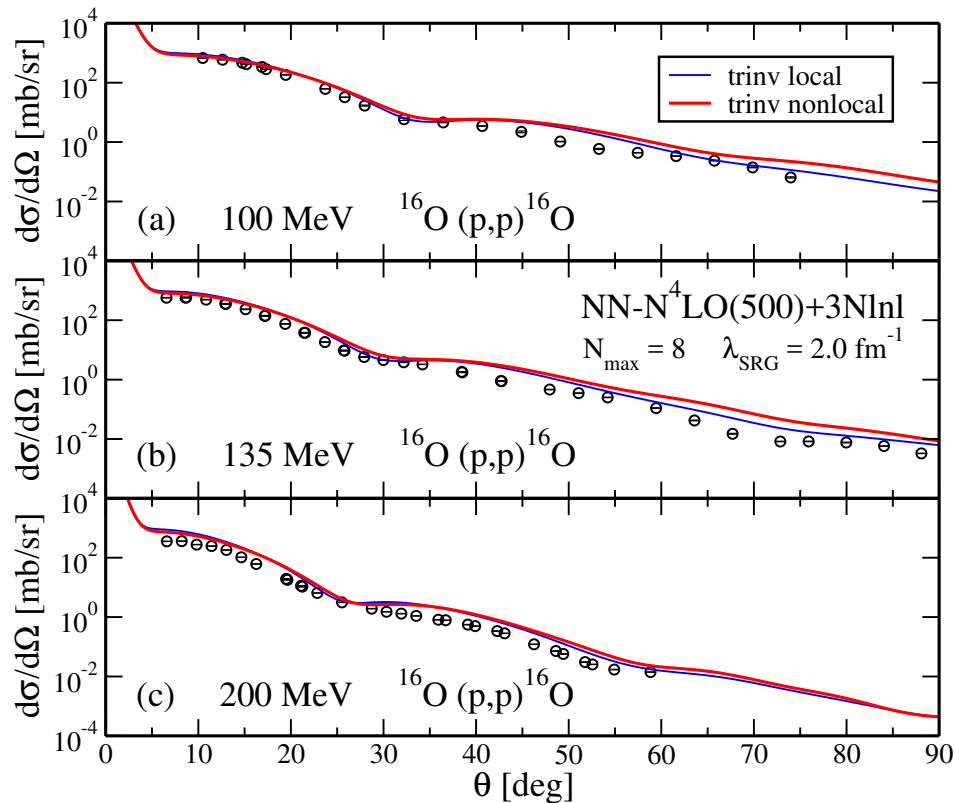 dσ/dΩ [mb/sr]
10^4
10^2
10^0
10^-2
10^4
trinv local
trinv nonlocal
(a) 100 MeV ^16O (p,p)^16O
dσ/dΩ [mb/sr]
10^2
10^0
10^-2
10^4
NN-N^4LO(500)+3Nlnl
N_max = 8 λ_SRG = 2.0 fm^-1
(b) 135 MeV ^16O (p,p)^16O
dσ/dΩ [mb/sr]
10^2
10^0
10^-2
10^-4
(c) 200 MeV ^16O (p,p)^16O
0 10 20 30 40 50 60 70 80 90
θ [deg]